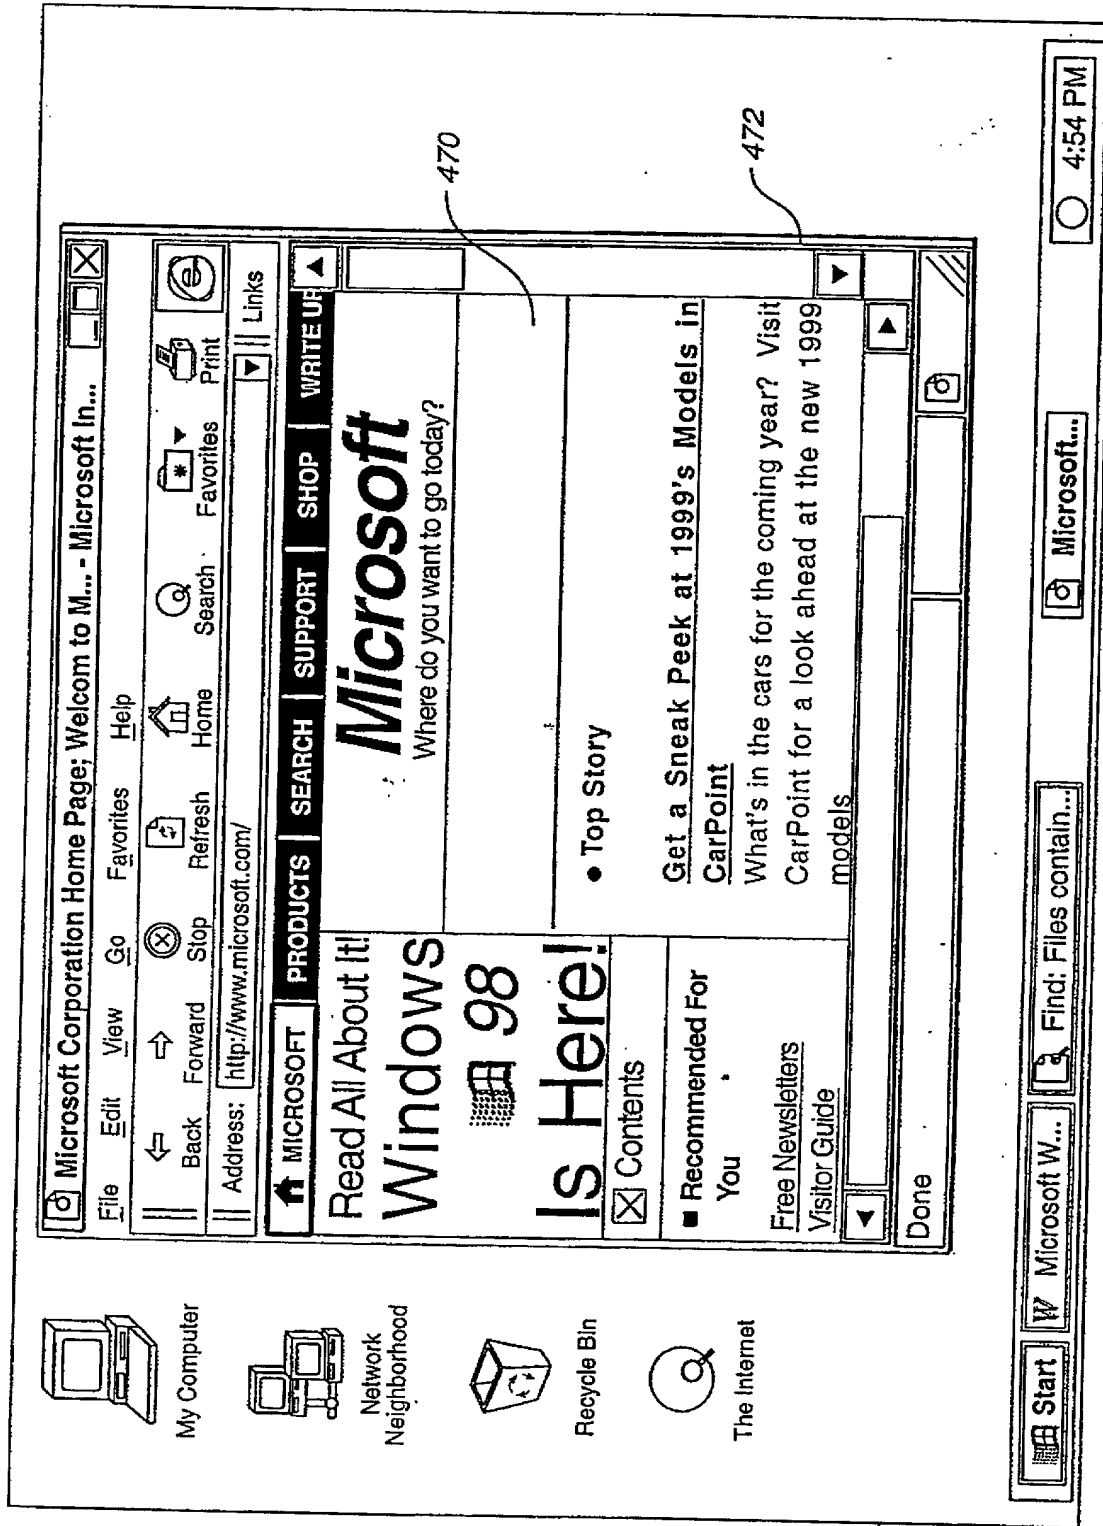 Microsoft Corporation Home Page; Welcom to M... - Microsoft In...
File Edit View Go Favorites Help
Back Forward Stop Refresh Home Search Favorites Print
Address: http://www.microsoft.com/ Links
MICROSOFT PRODUCTS SEARCH SUPPORT SHOP WRITE US
Read All About It!
Windows
98
Is Here!
Contents
Recommended For
You
Free Newsletters
Visitor Guide
Microsoft
Where do you want to go today?
• Top Story
Get a Sneak Peek at 1999's Models in
CarPoint
What's in the cars for the coming year? Visit
CarPoint for a look ahead at the new 1999
models
Done
470
472
My Computer
Network
Neighborhood
Recycle Bin
The Internet
Start W Microsoft W... Find: Files contain... Microsoft... 4:54 PM